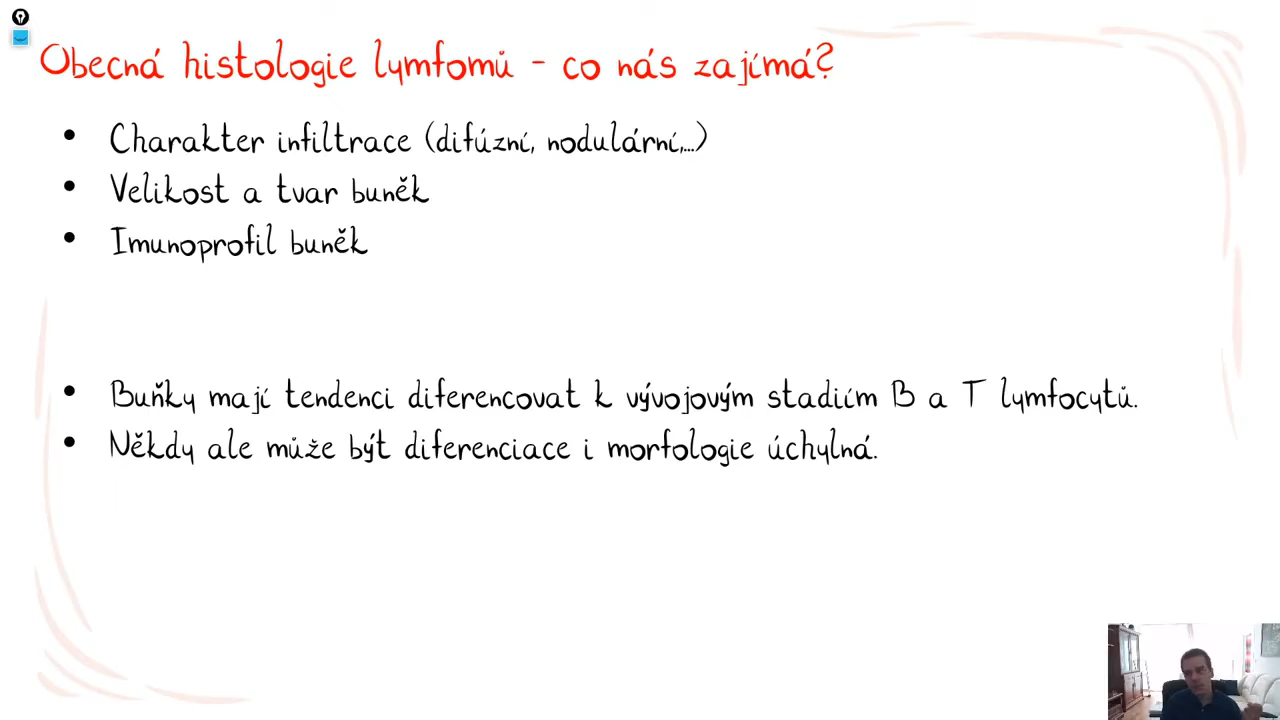 Obecná histologie lymfomů - co nás zajímá?
• Charakter infiltrace (difúzní, nodulární,...)
• Velikost a tvar buněk
• Imunoprofil buněk
• Buňky mají tendenci diferencovat k vývojovým stadiím B a T lymfocytů.
• Někdy ale může být diferenciace i morfologie úchylná.